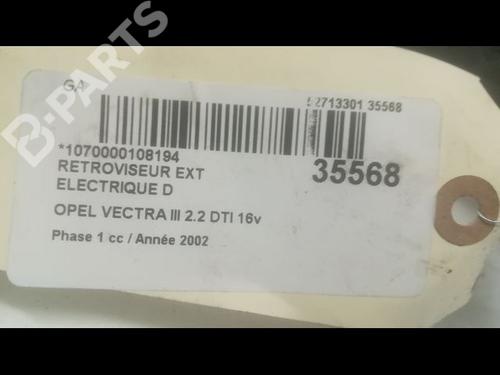 GA
52713301 35568
*1070000108194
RETROVISEUR EXT
ELECTRIQUE D
35568
OPEL VECTRA III 2.2 DTI 16v
Phase 1 cc / Année 2002
B-PARTS